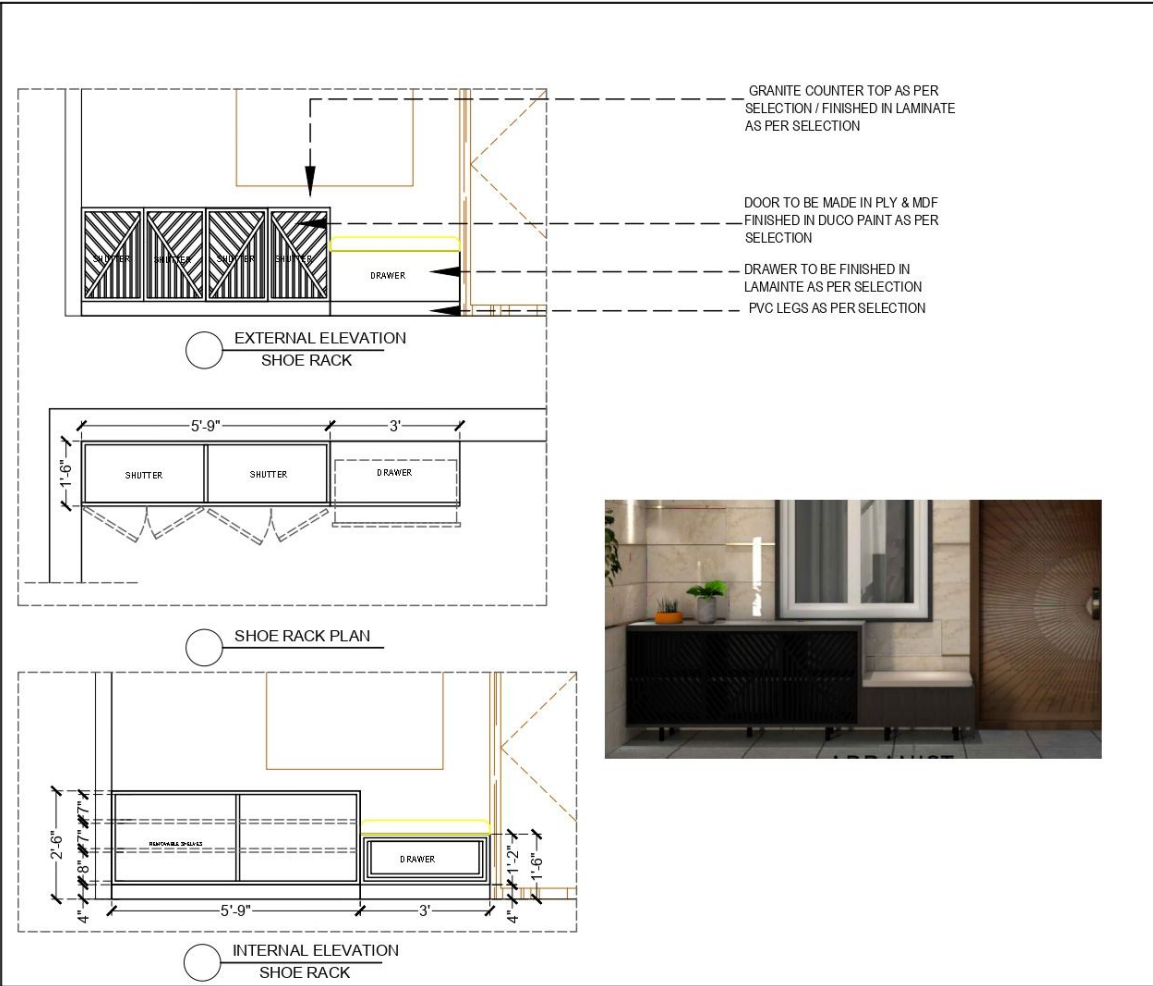 GRANITE COUNTER TOP AS PER
SELECTION / FINISHED IN LAMINATE
AS PER SELECTION
DOOR TO BE MADE IN PLY & MDF
FINISHED IN DUCO PAINT AS PER
SELECTION
SHUTTER
SHUTTER
SHUTTER
SHUTTER
DRAWER
DRAWER TO BE FINISHED IN
LAMAINTE AS PER SELECTION
PVC LEGS AS PER SELECTION
EXTERNAL ELEVATION
SHOE RACK
5'-9"
3'
1'-6"
SHUTTER
SHUTTER
DRAWER
SHOE RACK PLAN
2'-6"
7"
7"
8"
4"
REMOVABLE SHELVES
DRAWER
1'-2"
1'-6"
4"
5'-9"
3'
INTERNAL ELEVATION
SHOE RACK